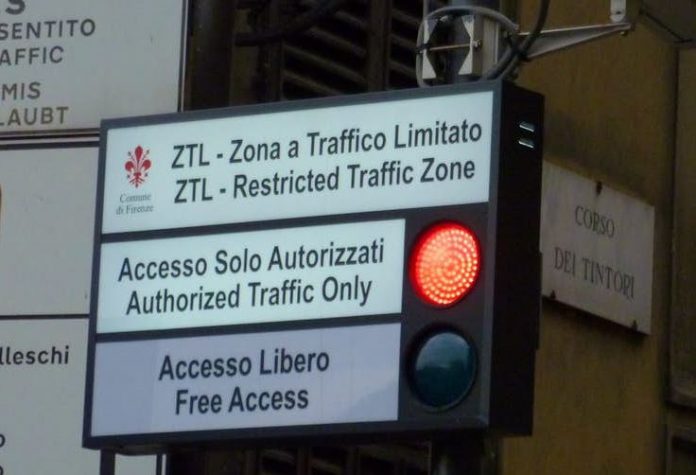 S
SENTITO
AFFIC
MIS
LAUBT
ZTL - Zona a Traffico Limitato
ZTL - Restricted Traffic Zone
Comune
di Firenze
Accesso Solo Autorizzati
Authorized Traffic Only
Accesso Libero
Free Access
CORSO
DEI TINTORI
lleschi